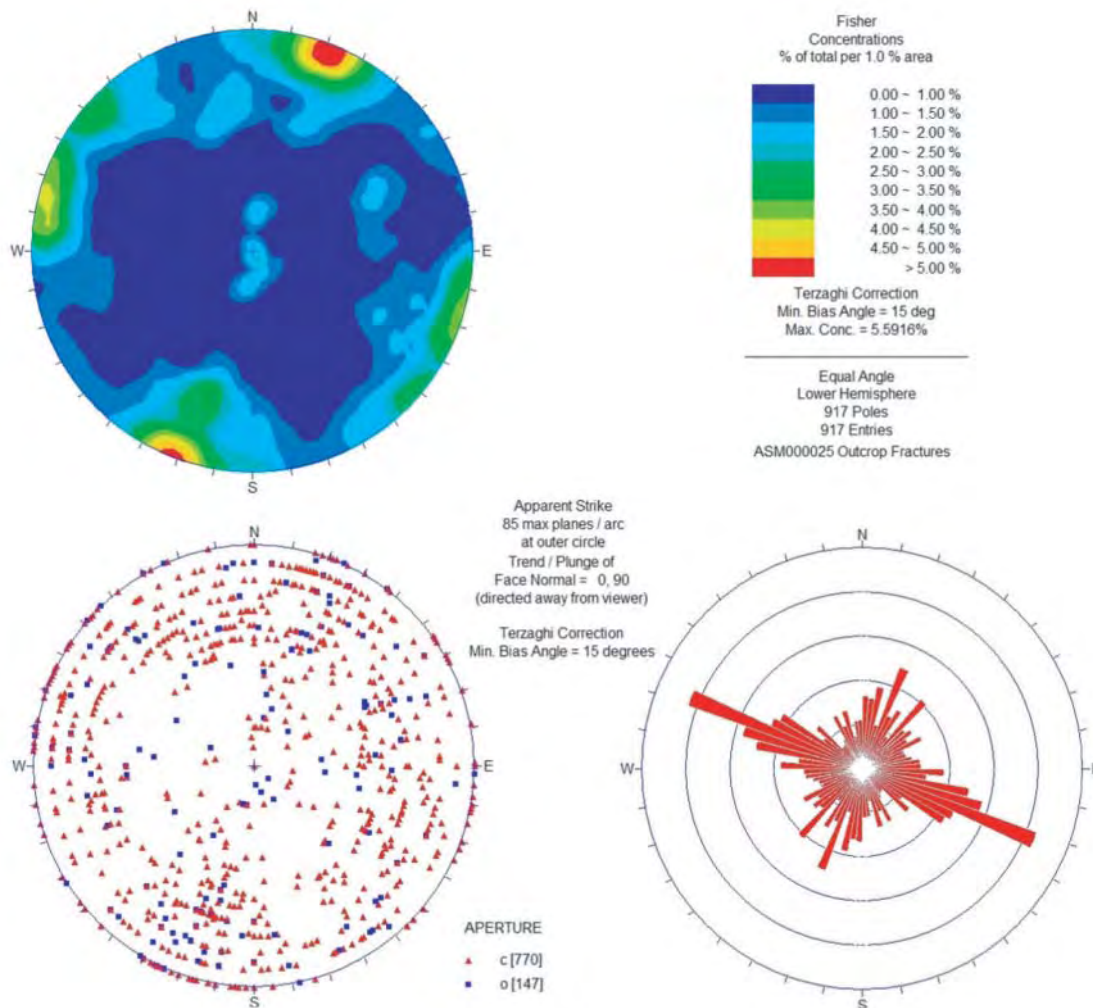 N
W
E
S
Fisher
Concentrations
% of total per 1.0 % area
0.00 ~ 1.00 %
1.00 ~ 1.50 %
1.50 ~ 2.00 %
2.00 ~ 2.50 %
2.50 ~ 3.00 %
3.00 ~ 3.50 %
3.50 ~ 4.00 %
4.00 ~ 4.50 %
4.50 ~ 5.00 %
> 5.00 %
Terzaghi Correction
Min. Bias Angle = 15 deg
Max. Conc. = 5.5916%
Equal Angle
Lower Hemisphere
917 Poles
917 Entries
ASM000025 Outcrop Fractures
N
W
E
S
Apparent Strike
85 max planes / arc
at outer circle
Trend / Plunge of
Face Normal = 0, 90
(directed away from viewer)
Terzaghi Correction
Min. Bias Angle = 15 degrees
APERTURE
c [770]
o [147]
N
W
S